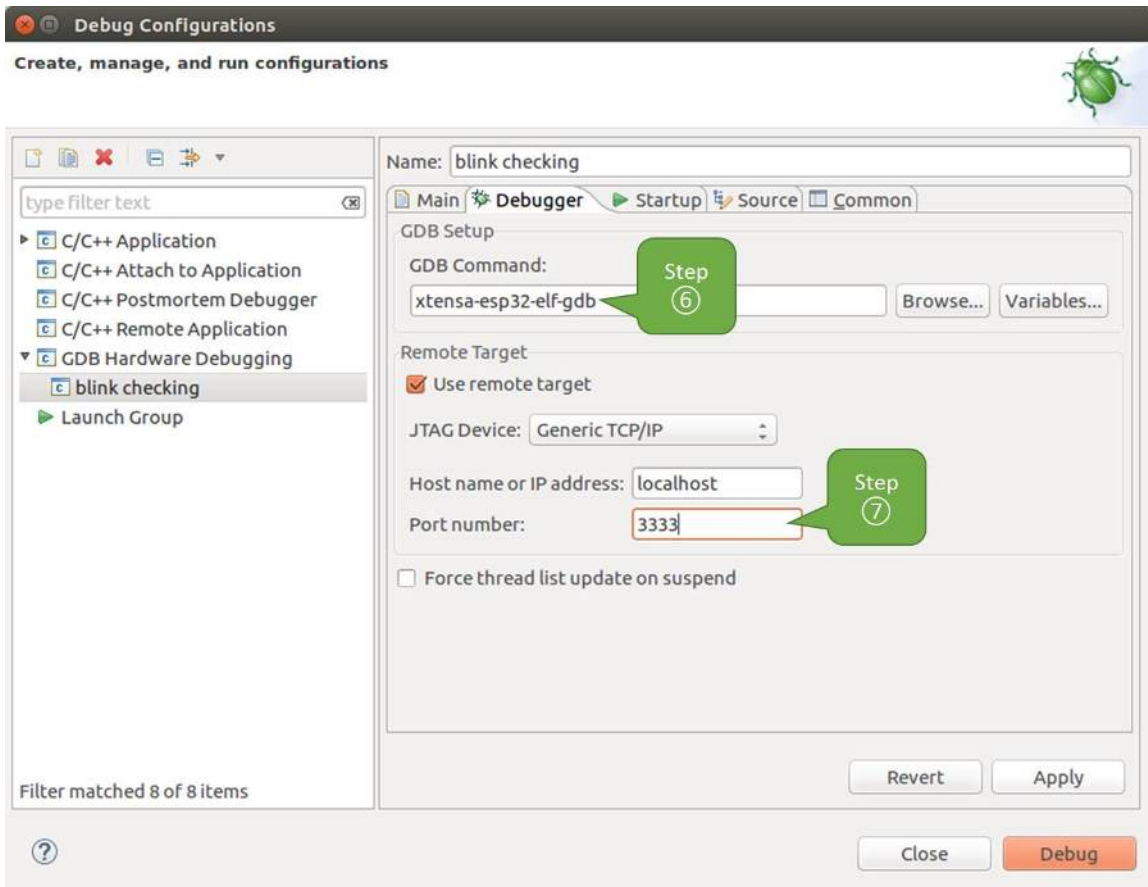 Debug Configurations
Create, manage, and run configurations
type filter text
C/C++ Application
C/C++ Attach to Application
C/C++ Postmortem Debugger
C/C++ Remote Application
GDB Hardware Debugging
blink checking
Launch Group
Filter matched 8 of 8 items
Name: blink checking
Main Debugger Startup Source Common
GDB Setup
GDB Command:
xtensa-esp32-elf-gdb Browse... Variables...
Step
⑥
Remote Target
Use remote target
JTAG Device: Generic TCP/IP
Host name or IP address: localhost
Port number: 3333
Step
⑦
Force thread list update on suspend
Revert Apply
Close Debug